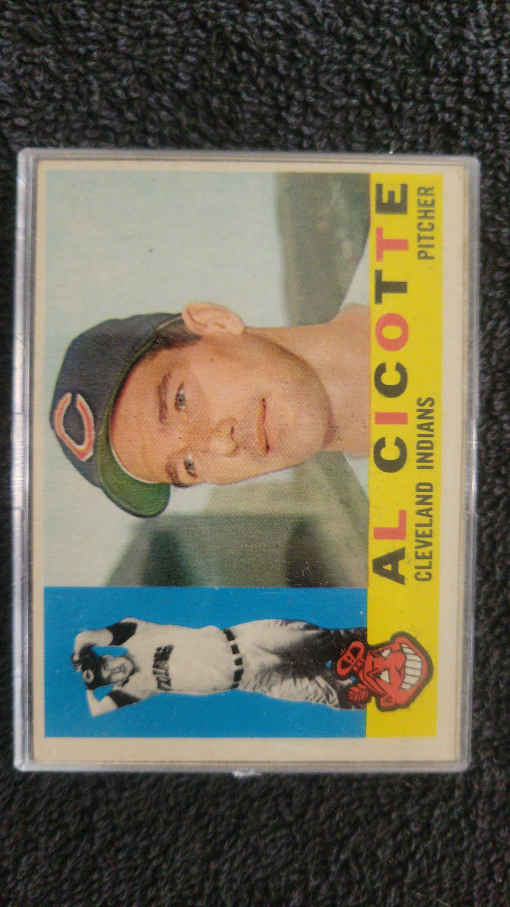 AL CICOTTE
CLEVELAND INDIANS PITCHER
C